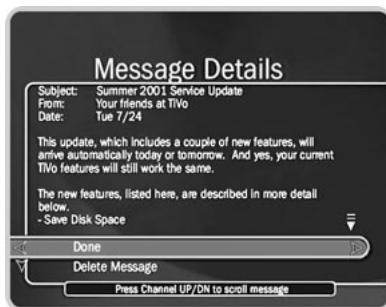 Message Details
Subject: Summer 2001 Service Update
From: Your friends at TiVo
Date: Tue 7/24
This update, which includes a couple of new features, will
arrive automatically today or tomorrow. And yes, your current
TiVo features will still work the same.
The new features, listed here, are described in more detail
below.
- Save Disk Space
Done
Delete Message
Press Channel UP/DN to scroll message